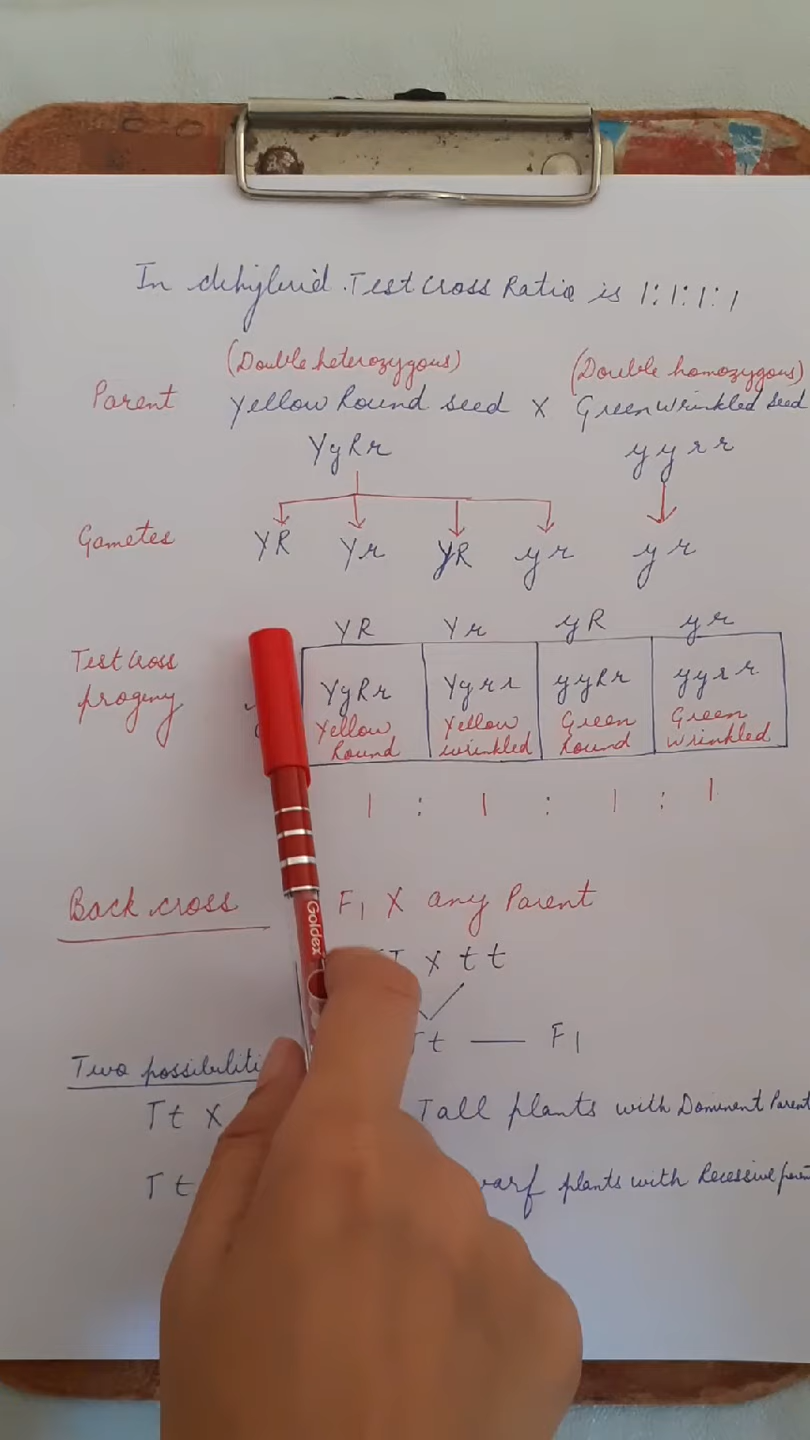 In dihybrid Test Cross Ratio is 1:1:1:1
(Double heterozygous) (Double homozygous)
Parent Yellow Round seed X Green wrinkled seed
YyRr yyrr
Gametes YR Yr yR yr yr
YR Yr yR yr
Test Cross progeny
YyRr Yyrr yyRr yyrr
Yellow Round Yellow wrinkled Green Round Green wrinkled
1 : 1 : 1 : 1
Back cross F1 X any Parent
X tt
Tt — F1
Two
Tt X Tall plants with Dominent Parent
Tt plants with Recessive
Goldex